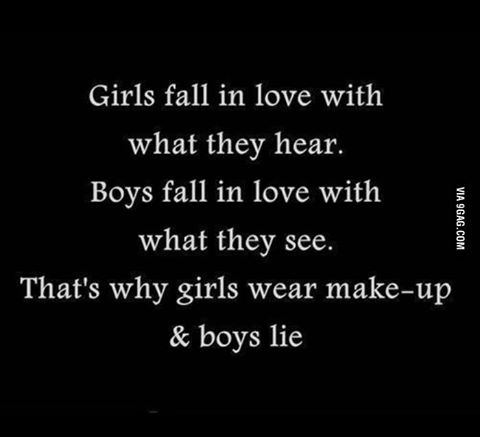 Girls fall in love with
what they hear.
Boys fall in love with
what they see.
That's why girls wear make-up
& boys lie
VIA 9GAG.COM